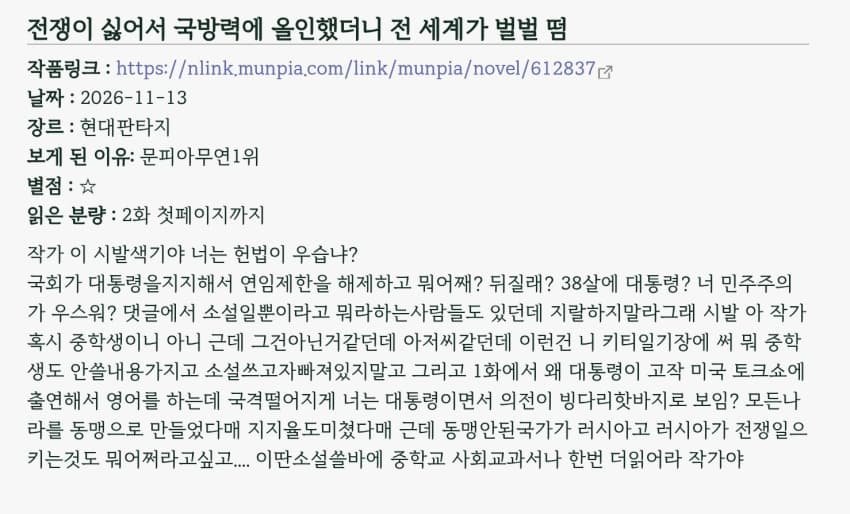 전쟁이 싫어서 국방력에 올인했더니 전 세계가 벌벌 떰
작품링크 : https://nlink.munpia.com/link/munpia/novel/612837
날짜 : 2026-11-13
장르 : 현대판타지
보게 된 이유: 문피아무연1위
별점 : ☆
읽은 분량 : 2화 첫페이지까지
작가 이 시발색기야 너는 헌법이 우습냐?
국회가 대통령을지지해서 연임제한을 해제하고 뭐어째? 뒤질래? 38살에 대통령? 너 민주주의
가 우스워? 댓글에서 소설일뿐이라고 뭐라하는사람들도 있던데 지랄하지말라그래 시발 아 작가
혹시 중학생이니 아니 근데 그건아닌거같던데 아저씨같던데 이런건 니 키티일기장에 써 뭐 중학
생도 안쓸내용가지고 소설쓰고자빠져있지말고 그리고 1화에서 왜 대통령이 고작 미국 토크쇼에
출연해서 영어를 하는데 국격떨어지게 너는 대통령이면서 의전이 빙다리핫바지로 보임? 모든나
라를 동맹으로 만들었다매 지지율도미쳤다매 근데 동맹안된국가가 러시아고 러시아가 전쟁일으
키는것도 뭐어쩌라고싶고.... 이딴소설쓸바에 중학교 사회교과서나 한번 더읽어라 작가야